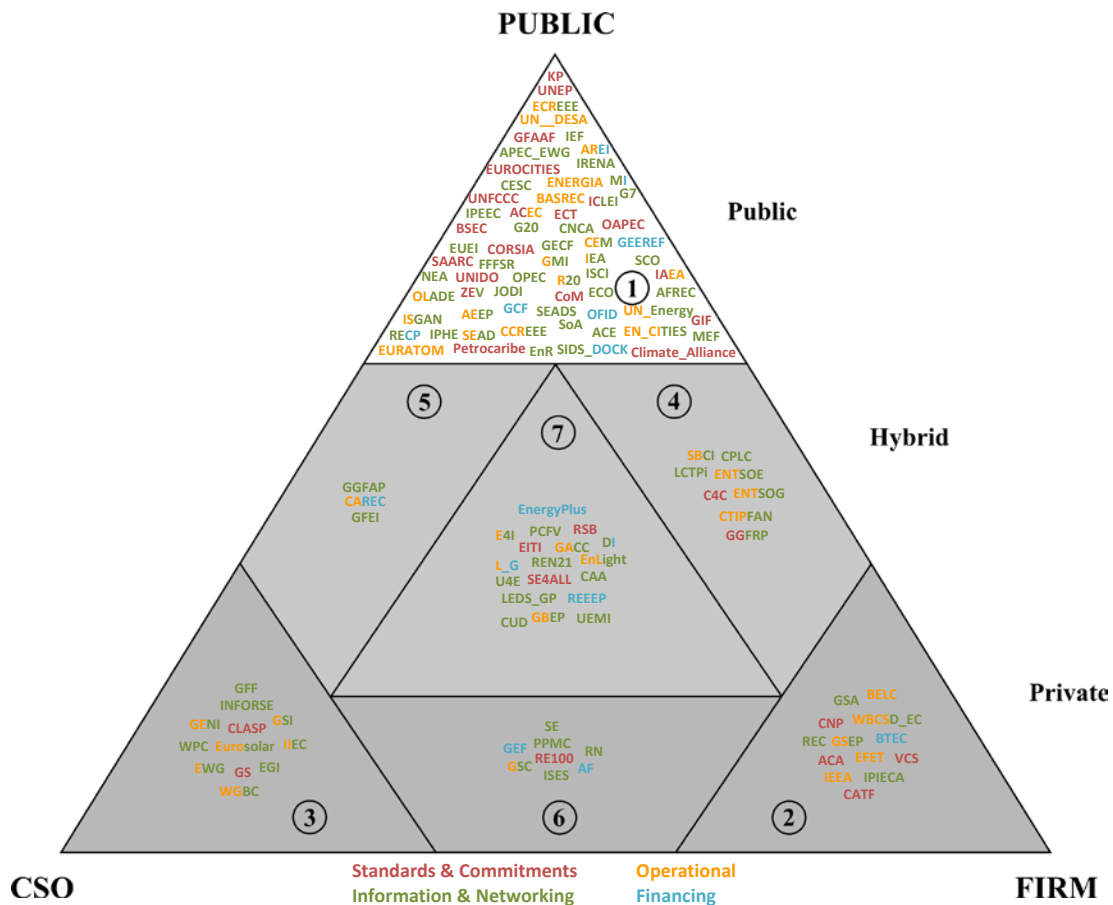 PUBLIC
KP
UNEP
ECREEE
UN__DESA
GFAAF IEF
APEC_EWG AREI
IRENA
EUROCITIES
CESC ENERGIA MI
UNFCCC BASREC ICLEI G7
IPEEC ACEC ECT
BSEC G20 CNCA OAPEC
EUEI CORSIA GECF CEM GEEREF
SAARC FFFSR GMI IEA SCO
NEA UNIDO OPEC R20 ISCI IAEA
OLADE ZEV JODI CoM ECO 1 AFREC
ISGAN AEEP GCF SEADS OFID UN_Energy GIF
RECP IPHE SEAD CCREEE SoA ACE EN_CITIES MEF
EURATOM Petrocaribe EnR SIDS_DOCK Climate_Alliance
Public
5
4
7
Hybrid
GGFAP
CAREC
GFEI
SBCI CPLC
LCTPi ENTSOE
C4C ENTSOG
CTIPFAN
GGFRP
EnergyPlus
E4I PCFV RSB
EITI GACC DI
L_G REN21 EnLight
U4E SE4ALL CAA
LEDS_GP REEEP
CUD GBEP UEMI
Private
GFF
INFORSE
GENI CLASP GSI
WPC Eurosolar IIEC
EWG GS EGI
WGBC
3
SE
GEF PPMC RN
RE100
GSC ISES AF
6
GSA BELC
CNP WBCSD_EC
REC GSEP BTEC
ACA EFET VCS
IEEA IPIECA
CATF
2
CSO
FIRM
Standards & Commitments Operational
Information & Networking Financing